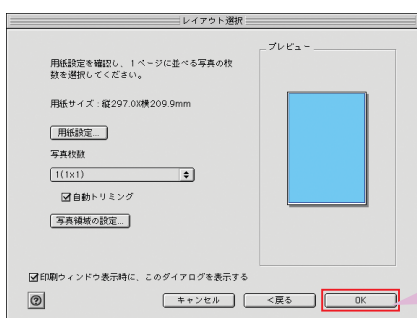 レイアウト選択
用紙設定を確認し、1ページに並べる写真の枚
数を選択してください。
プレビュー
用紙サイズ：縦297.0X横209.9mm
用紙設定...
写真枚数
1(1x1)
自動トリミング
写真領域の設定...
印刷ウィンドウ表示時に、このダイアログを表示する
?
キャンセル
<戻る
OK